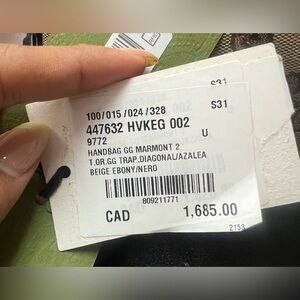 S31
100/015/024/328 S31
447632 HVKEG 002
9772 U
HANDBAG GG MARMONT 2
T.OR.GG TRAP.DIAGONAL/AZALEA
BEIGE EBONY/NERO
809211771
CAD 1,685.00
2153